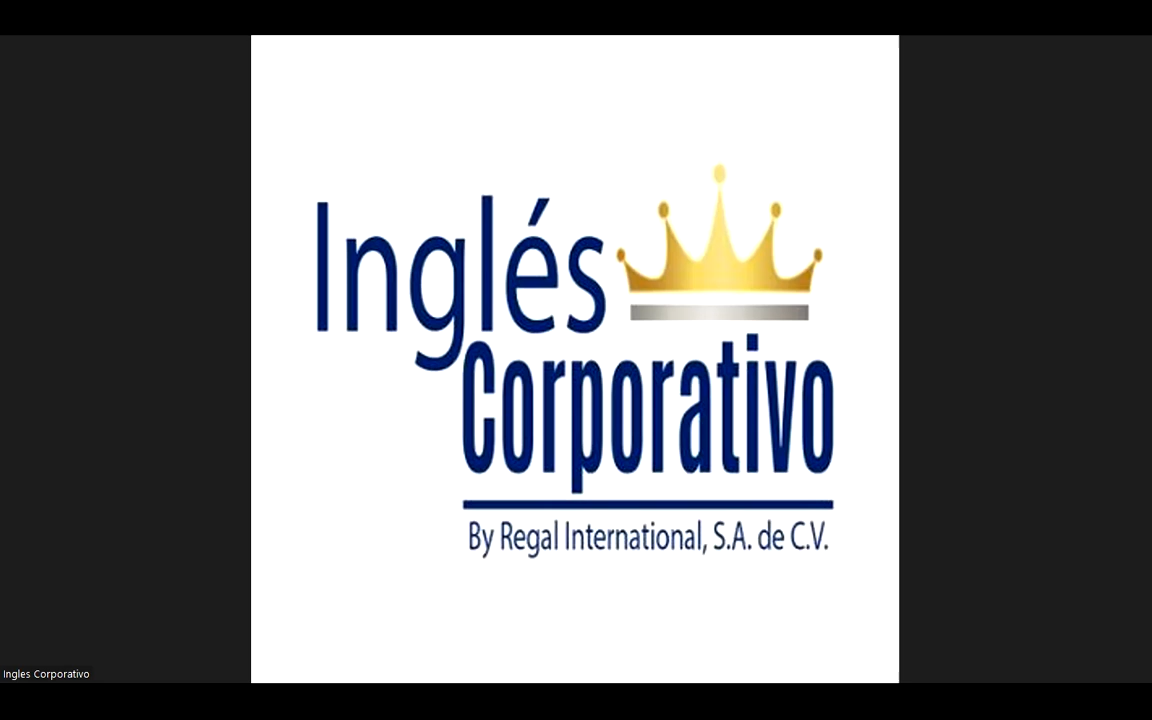 Inglés
Corporativo
By Regal International, S.A. de C.V.
Ingles Corporativo